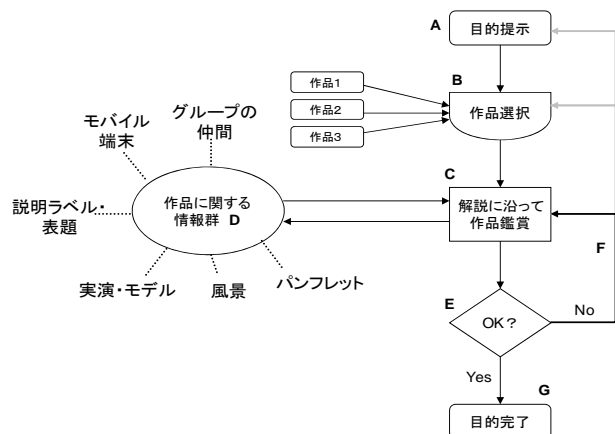 A
目的提示
B
作品1
作品2
作品3
作品選択
C
解説に沿って
作品鑑賞
グループの
仲間
モバイル
端末
説明ラベル・
表題
作品に関する
情報群 D
実演・モデル
風景
パンフレット
F
E
OK?
No
Yes
G
目的完了